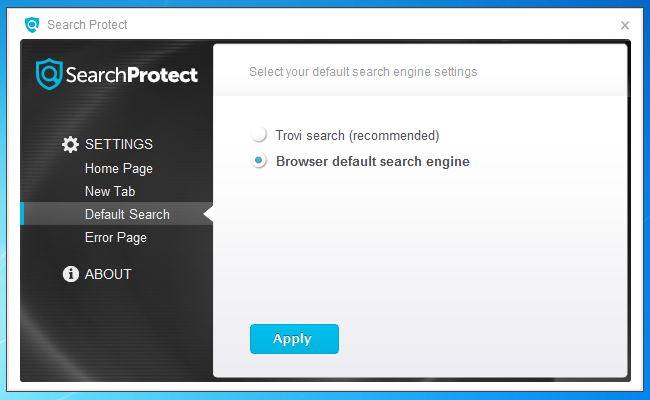 Search Protect
SearchProtect
SETTINGS
Home Page
New Tab
Default Search
Error Page
ABOUT
Select your default search engine settings
Trovi search (recommended)
Browser default search engine
Apply